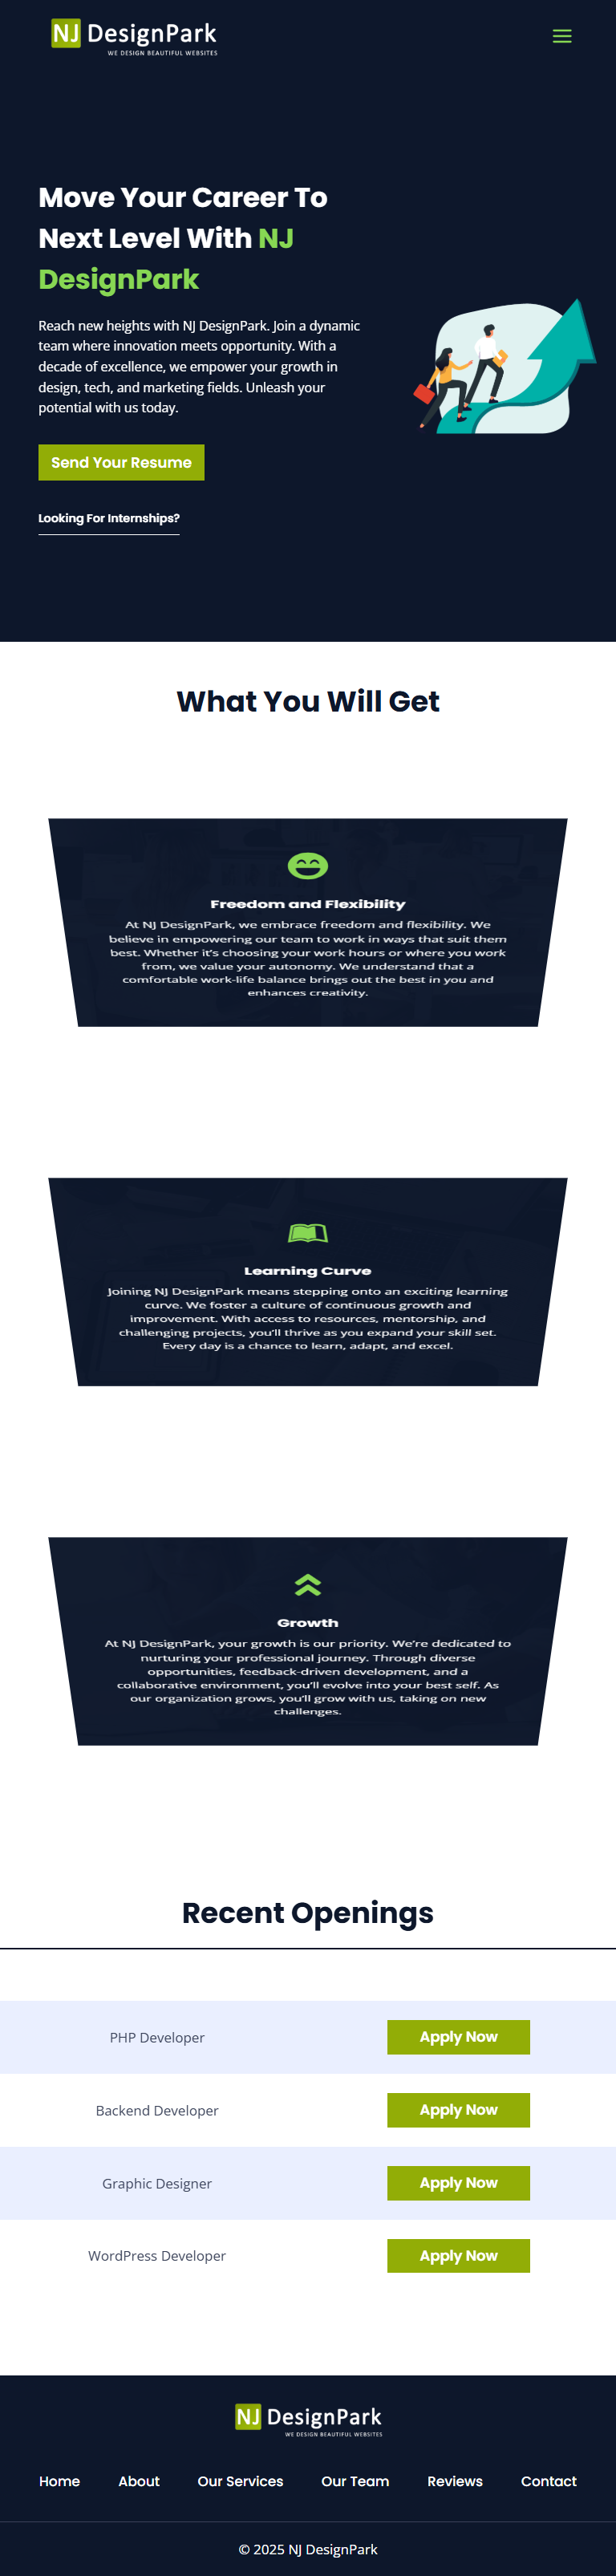 NJ DesignPark
WE DESIGN BEAUTIFUL WEBSITES
Move Your Career To
Next Level With NJ
DesignPark
Reach new heights with NJ DesignPark. Join a dynamic
team where innovation meets opportunity. With a
decade of excellence, we empower your growth in
design, tech, and marketing fields. Unleash your
potential with us today.
Send Your Resume
Looking For Internships?
What You Will Get
Freedom and Flexibility
At NJ DesignPark, we embrace freedom and flexibility. We
believe in empowering our team to work in ways that suit them
best. Whether it's choosing your work hours or where you work
from, we value your autonomy. We understand that a
comfortable work-life balance brings out the best in you and
enhances creativity.
Learning Curve
Joining NJ DesignPark means stepping onto an exciting learning
curve. We foster a culture of continuous growth and
improvement. With access to resources, mentorship, and
challenging projects, you'll thrive as you expand your skill set.
Every day is a chance to learn, adapt, and excel.
Growth
At NJ DesignPark, your growth is our priority. We're dedicated to
nurturing your professional journey. Through diverse
opportunities, feedback-driven development, and a
collaborative environment, you'll evolve into your best self. As
our organization grows, you'll grow with us, taking on new
challenges.
Recent Openings
PHP Developer Apply Now
Backend Developer Apply Now
Graphic Designer Apply Now
WordPress Developer Apply Now
NJ DesignPark
WE DESIGN BEAUTIFUL WEBSITES
Home About Our Services Our Team Reviews Contact
© 2025 NJ DesignPark